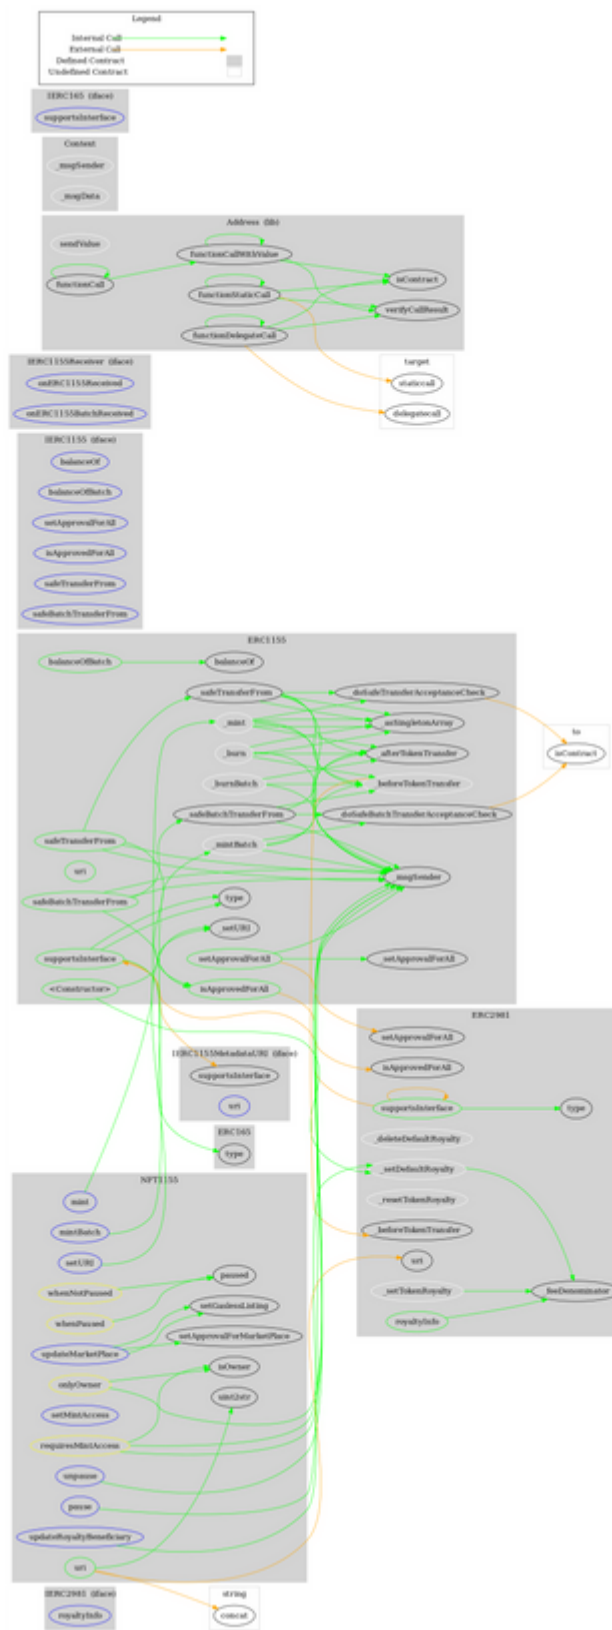 Legend
Internal Call
External Call
Defined Contract
Undefined Contract
IERC165 (iface)
supportsInterface
Context
_msgSender
_msgData
Address (lib)
sendValue
functionCallWithValue
functionCall
functionStaticCall
isContract
verifyCallResult
functionDelegateCall
IERC1155Receiver (iface)
onERC1155Received
onERC1155BatchReceived
target
staticcall
delegatecall
IERC1155 (iface)
balanceOf
balanceOfBatch
setApprovalForAll
isApprovedForAll
safeTransferFrom
safeBatchTransferFrom
ERC1155
balanceOfBatch
balanceOf
_safeTransferFrom
_doSafeTransferAcceptanceCheck
_mint
_asSingletonArray
_burn
_afterTokenTransfer
_burnBatch
_beforeTokenTransfer
_safeBatchTransferFrom
_doSafeBatchTransferAcceptanceCheck
safeTransferFrom
_mintBatch
uri
_msgSender
safeBatchTransferFrom
type
_setURI
supportsInterface
setApprovalForAll
_setApprovalForAll
<Constructor>
isApprovedForAll
to
isContract
ERC2981
setApprovalForAll
isApprovedForAll
supportsInterface
type
_deleteDefaultRoyalty
_setDefaultRoyalty
_resetTokenRoyalty
_beforeTokenTransfer
uri
_setTokenRoyalty
_feeDenominator
royaltyInfo
IERC1155MetadataURI (iface)
supportsInterface
uri
ERC165
type
NFT1155
mint
mintBatch
setURI
whenNotPaused
paused
whenPaused
setGaslessListing
updateMarketPlace
setApprovalForMarketPlace
onlyOwner
isOwner
setMintAccess
uint2str
requiresMintAccess
unpause
pause
updateRoyaltyBeneficiary
uri
IERC2981 (iface)
royaltyInfo
string
concat